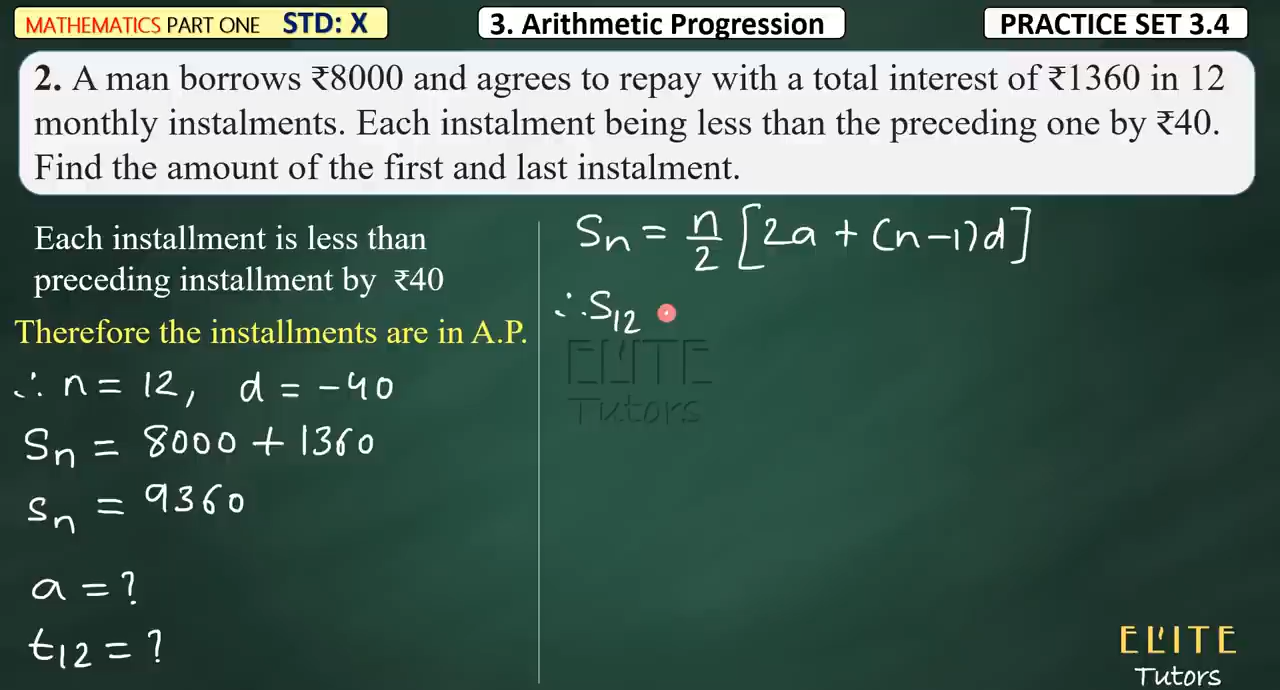 MATHEMATICS PART ONE STD: X
3. Arithmetic Progression
PRACTICE SET 3.4
2. A man borrows ₹8000 and agrees to repay with a total interest of ₹1360 in 12
monthly instalments. Each instalment being less than the preceding one by ₹40.
Find the amount of the first and last instalment.
Each installment is less than
preceding installment by ₹40
Therefore the installments are in A.P.
∴ n = 12, d = -40
Sn = 8000 + 1360
Sn = 9360
a = ?
t12 = ?
Sn = n/2 [2a + (n-1)d]
∴ S12
ELITE
Tutors
ELITE
Tutors